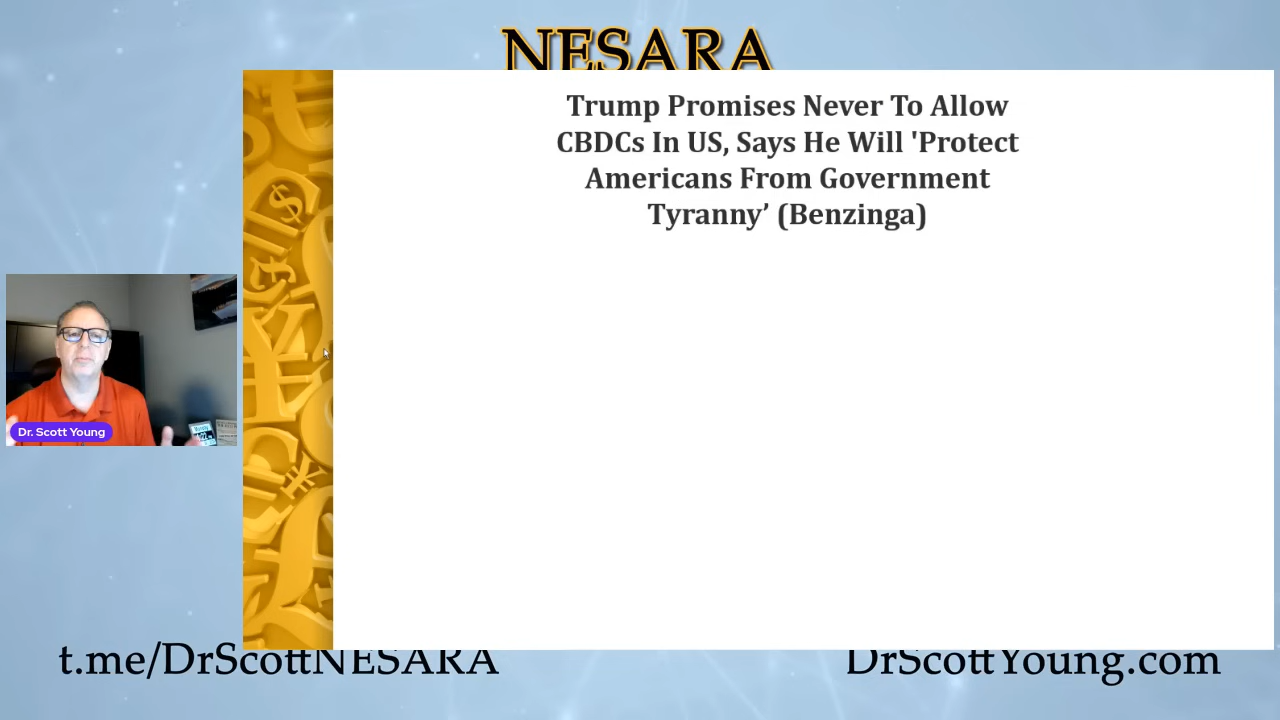 NESARA
Trump Promises Never To Allow
CBDCs In US, Says He Will 'Protect
Americans From Government
Tyranny’ (Benzinga)
Dr. Scott Young
t.me/DrScottNESARA
DrScottYoung.com